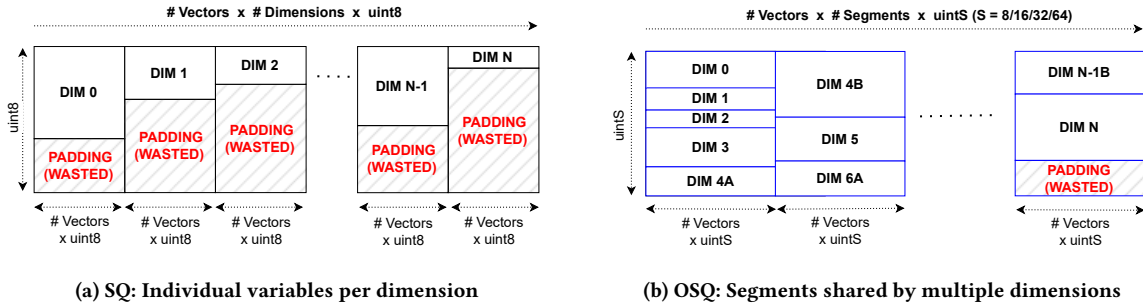 # Vectors x # Dimensions x uint8
uint8
DIM 0
PADDING
(WASTED)
DIM 1
PADDING
(WASTED)
DIM 2
PADDING
(WASTED)
. . . .
DIM N-1
PADDING
(WASTED)
DIM N
PADDING
(WASTED)
# Vectors
x uint8
# Vectors
x uint8
# Vectors
x uint8
# Vectors
x uint8
# Vectors
x uint8
(a) SQ: Individual variables per dimension
# Vectors x # Segments x uintS (S = 8/16/32/64)
uintS
DIM 0
DIM 1
DIM 2
DIM 3
DIM 4A
DIM 4B
DIM 5
DIM 6A
. . . . . . . .
DIM N-1B
DIM N
PADDING
(WASTED)
# Vectors
x uintS
# Vectors
x uintS
# Vectors
x uintS
(b) OSQ: Segments shared by multiple dimensions